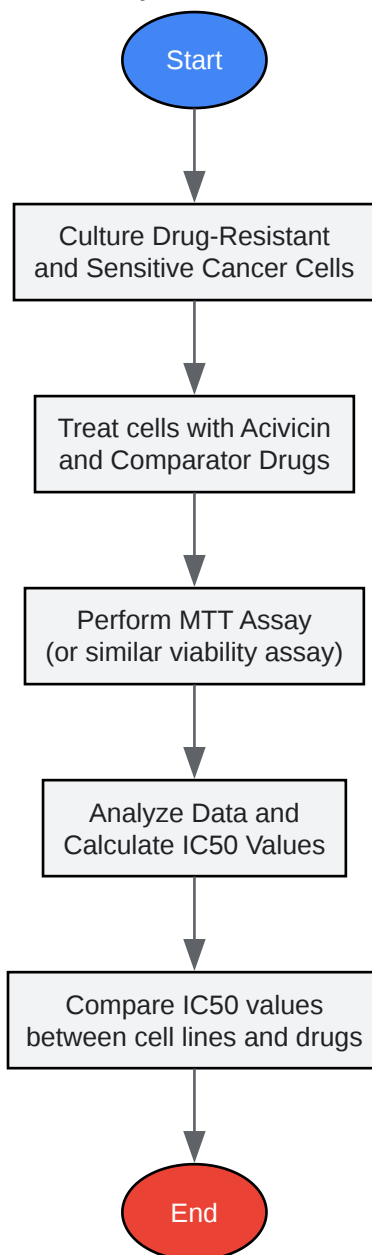 Start
Culture Drug-Resistant
and Sensitive Cancer Cells
Treat cells with Acivicin
and Comparator Drugs
Perform MTT Assay
(or similar viability assay)
Analyze Data and
Calculate IC50 Values
Compare IC50 values
between cell lines and drugs
End